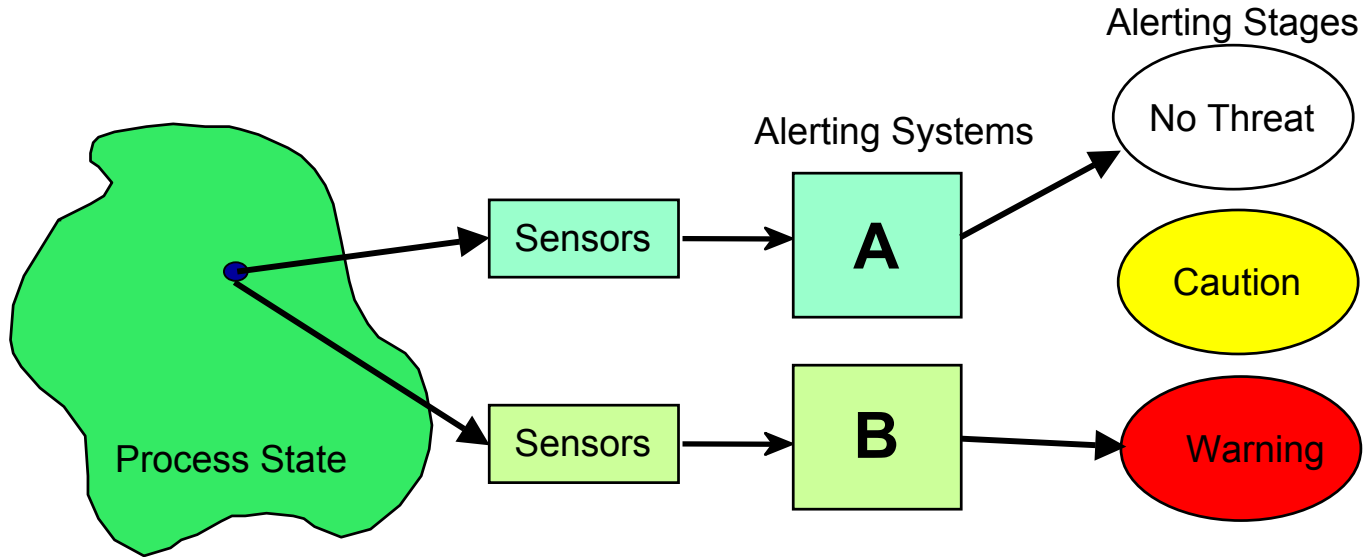 Alerting Stages
No Threat
Alerting Systems
Sensors
A
Caution
Sensors
B
Warning
Process State